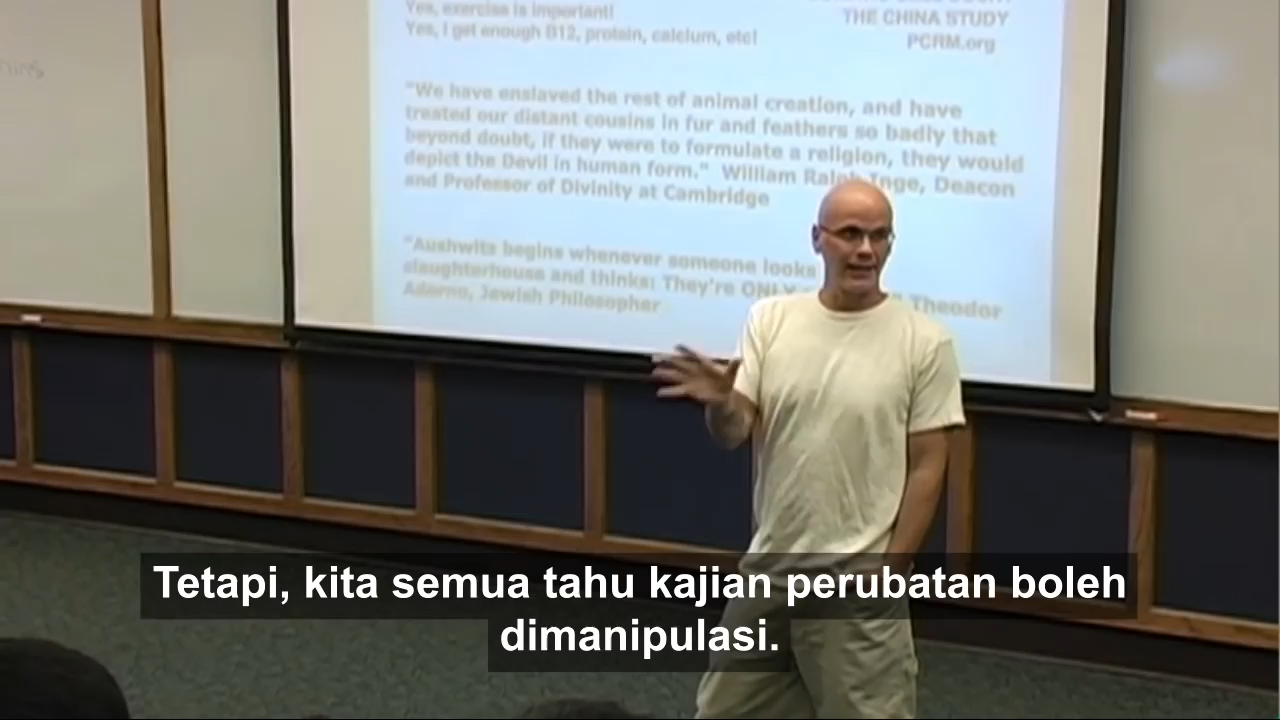 Yes, exercise is important!
THE CHINA STUDY
Yes, I get enough B12, protein, calcium, etc!
PCRM.org
"We have enslaved the rest of animal creation, and have
treated our distant cousins in fur and feathers so badly that
beyond doubt, if they were to formulate a religion, they would
depict the Devil in human form." William Ralph Inge, Deacon
and Professor of Divinity at Cambridge
"Aushwitz begins whenever someone looks
slaughterhouse and thinks: They're ONLY Theodor
Adorno, Jewish Philosopher
Tetapi, kita semua tahu kajian perubatan boleh
dimanipulasi.